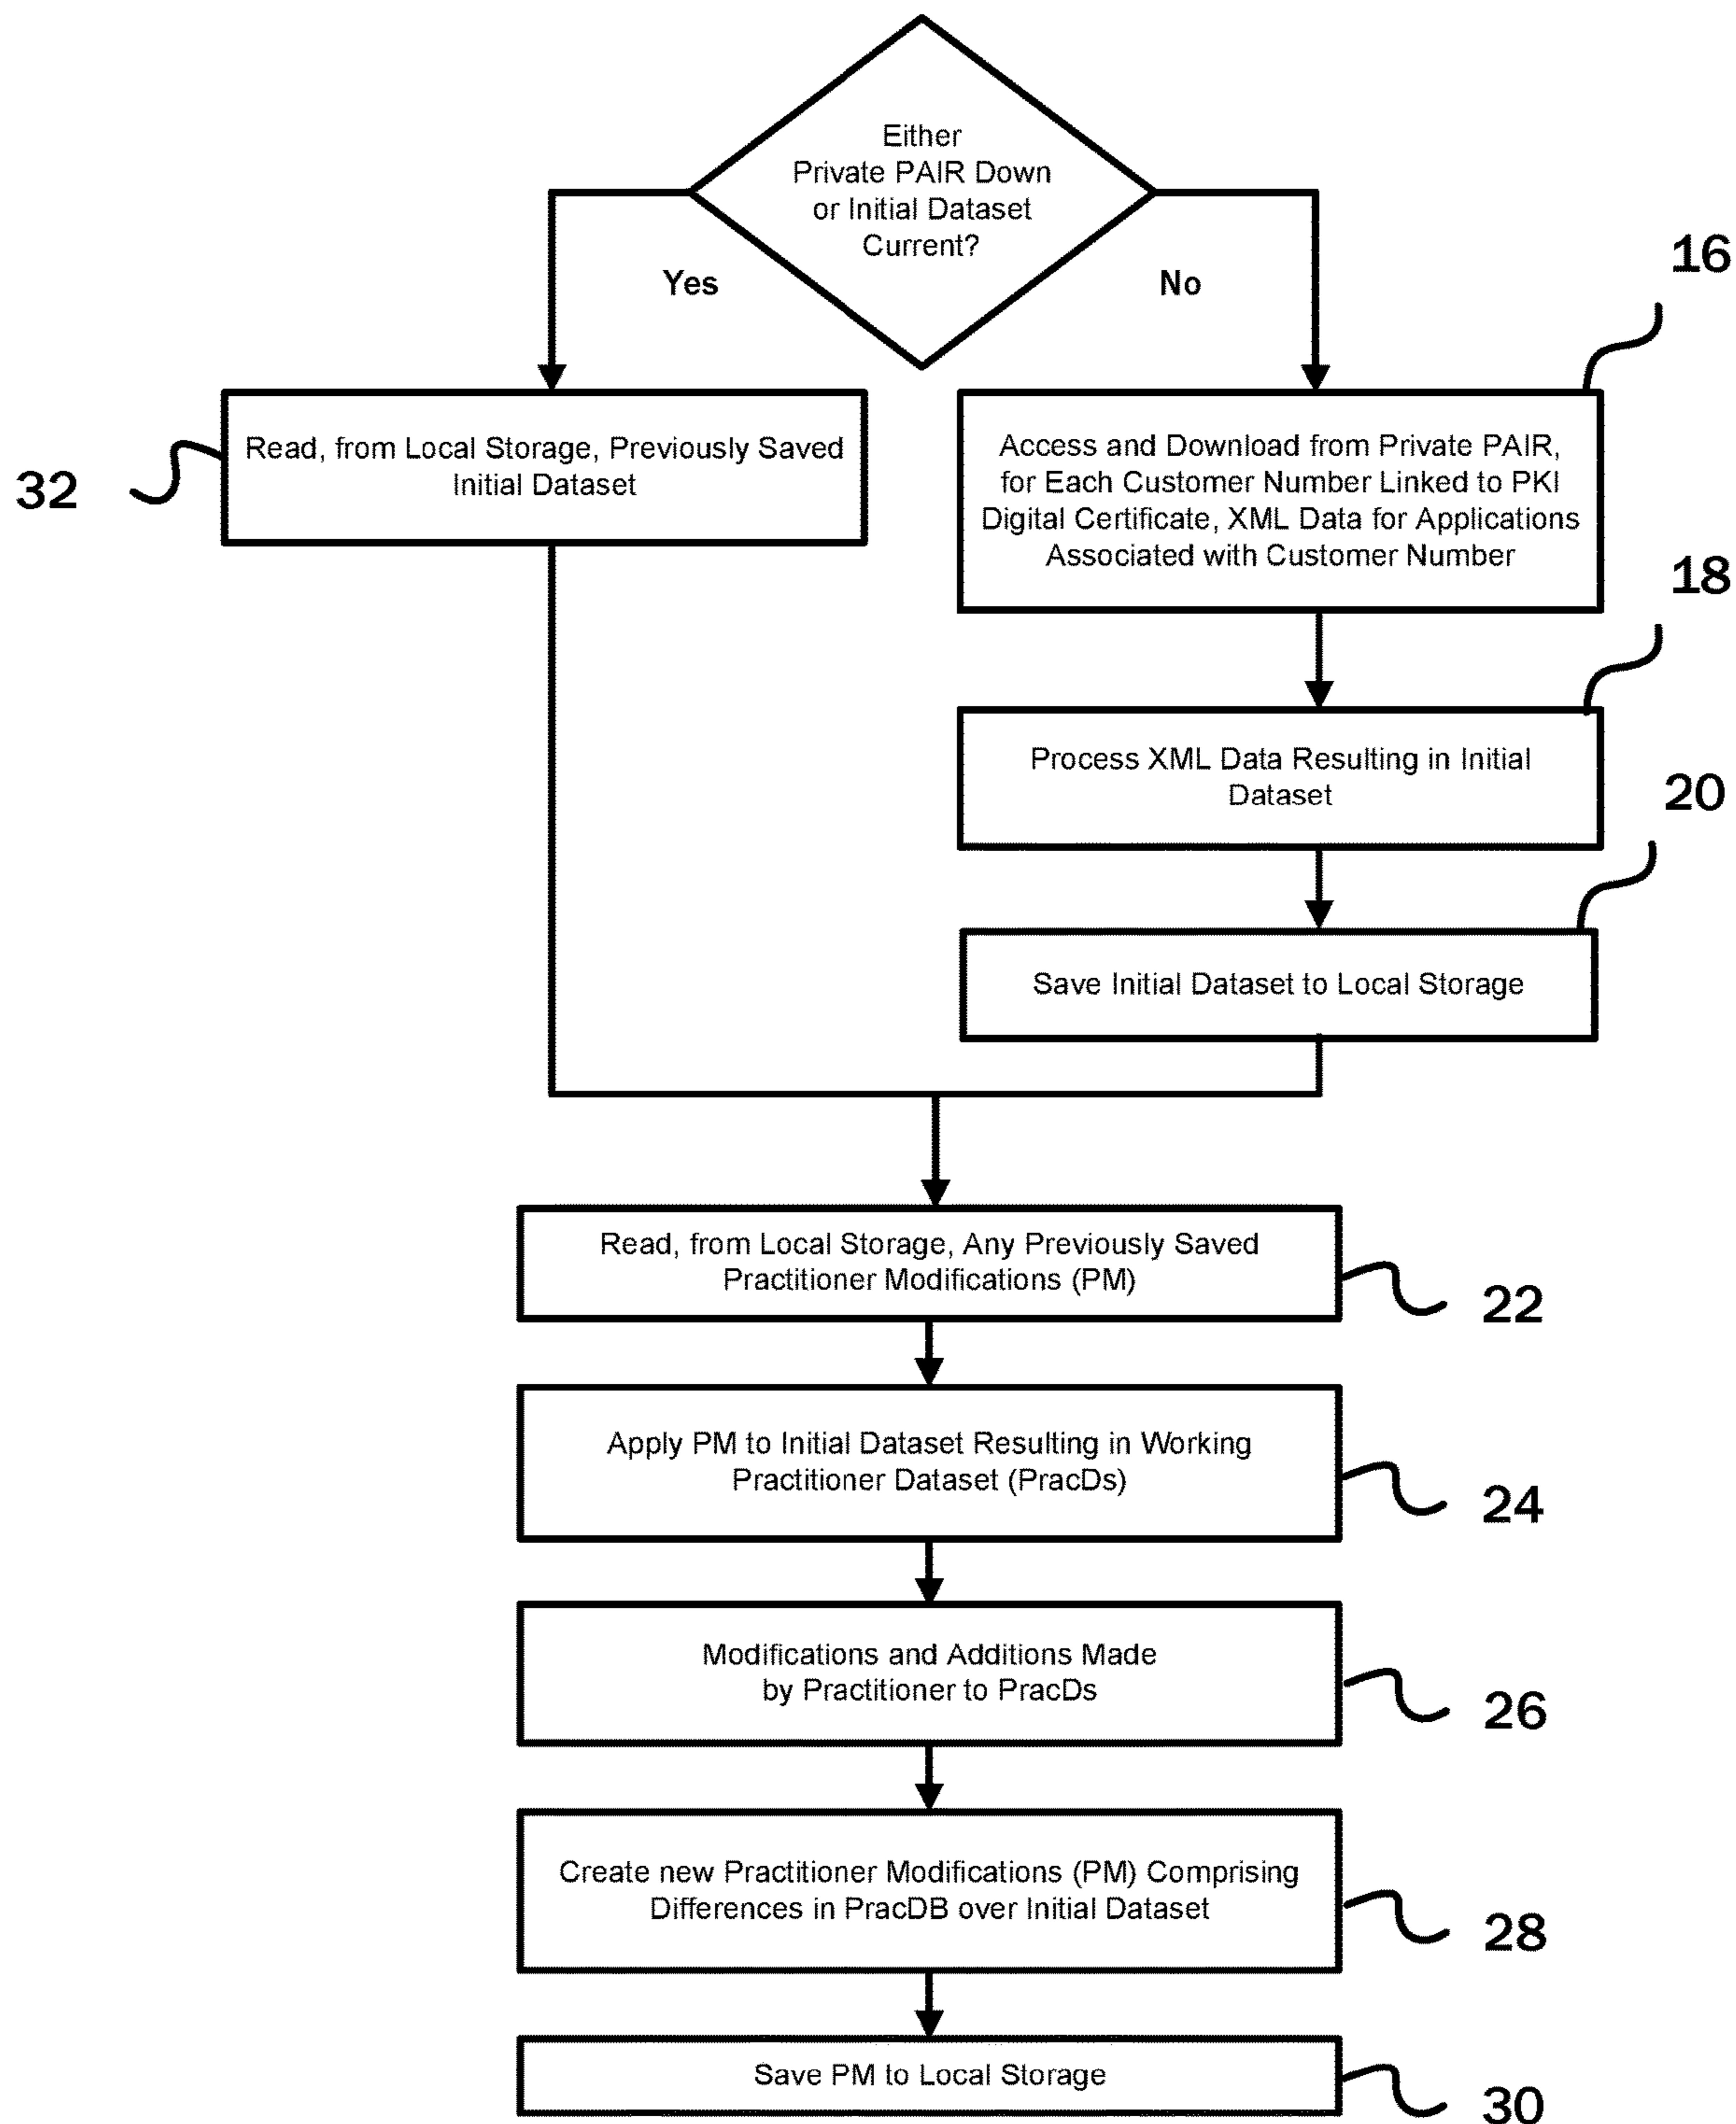 Either
Private PAIR Down
or Initial Dataset
Current?
Yes
No
16
Read, from Local Storage, Previously Saved
Initial Dataset
32
Access and Download from Private PAIR,
for Each Customer Number Linked to PKI
Digital Certificate, XML Data for Applications
Associated with Customer Number
18
Process XML Data Resulting in Initial
Dataset
20
Save Initial Dataset to Local Storage
Read, from Local Storage, Any Previously Saved
Practitioner Modifications (PM)
22
Apply PM to Initial Dataset Resulting in Working
Practitioner Dataset (PracDs)
24
Modifications and Additions Made
by Practitioner to PracDs
26
Create new Practitioner Modifications (PM) Comprising
Differences in PracDB over Initial Dataset
28
Save PM to Local Storage
30